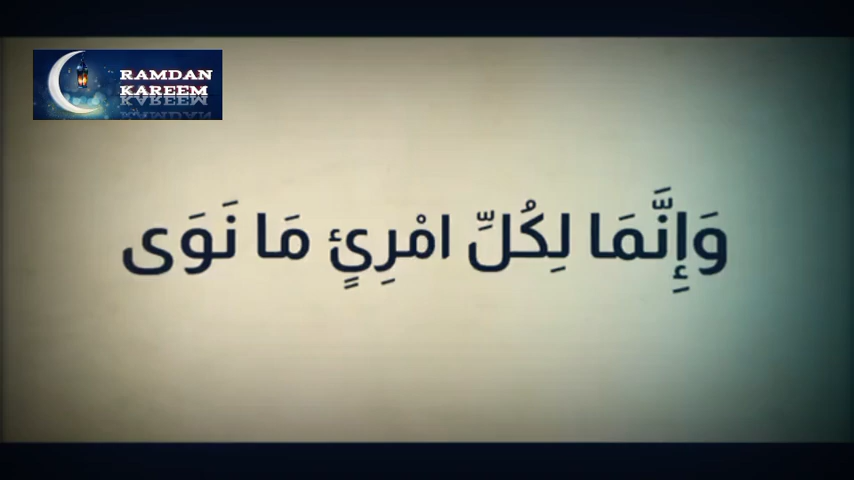 RAMDAN
KAREEM
وَإِنَّمَا لِكُلِّ امْرِئٍ مَا نَوَى